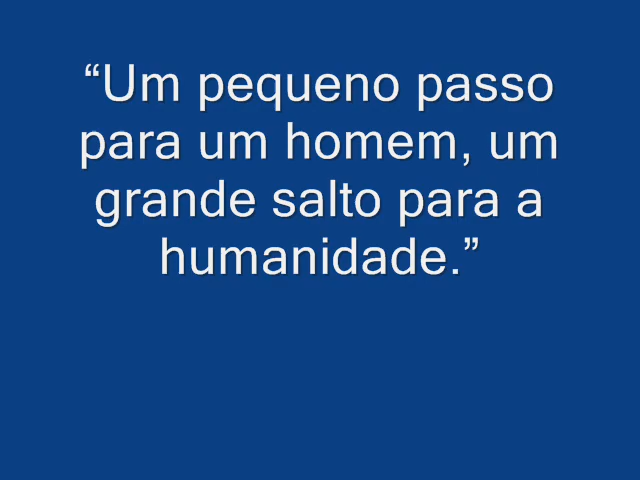 “Um pequeno passo
para um homem, um
grande salto para a
humanidade.”